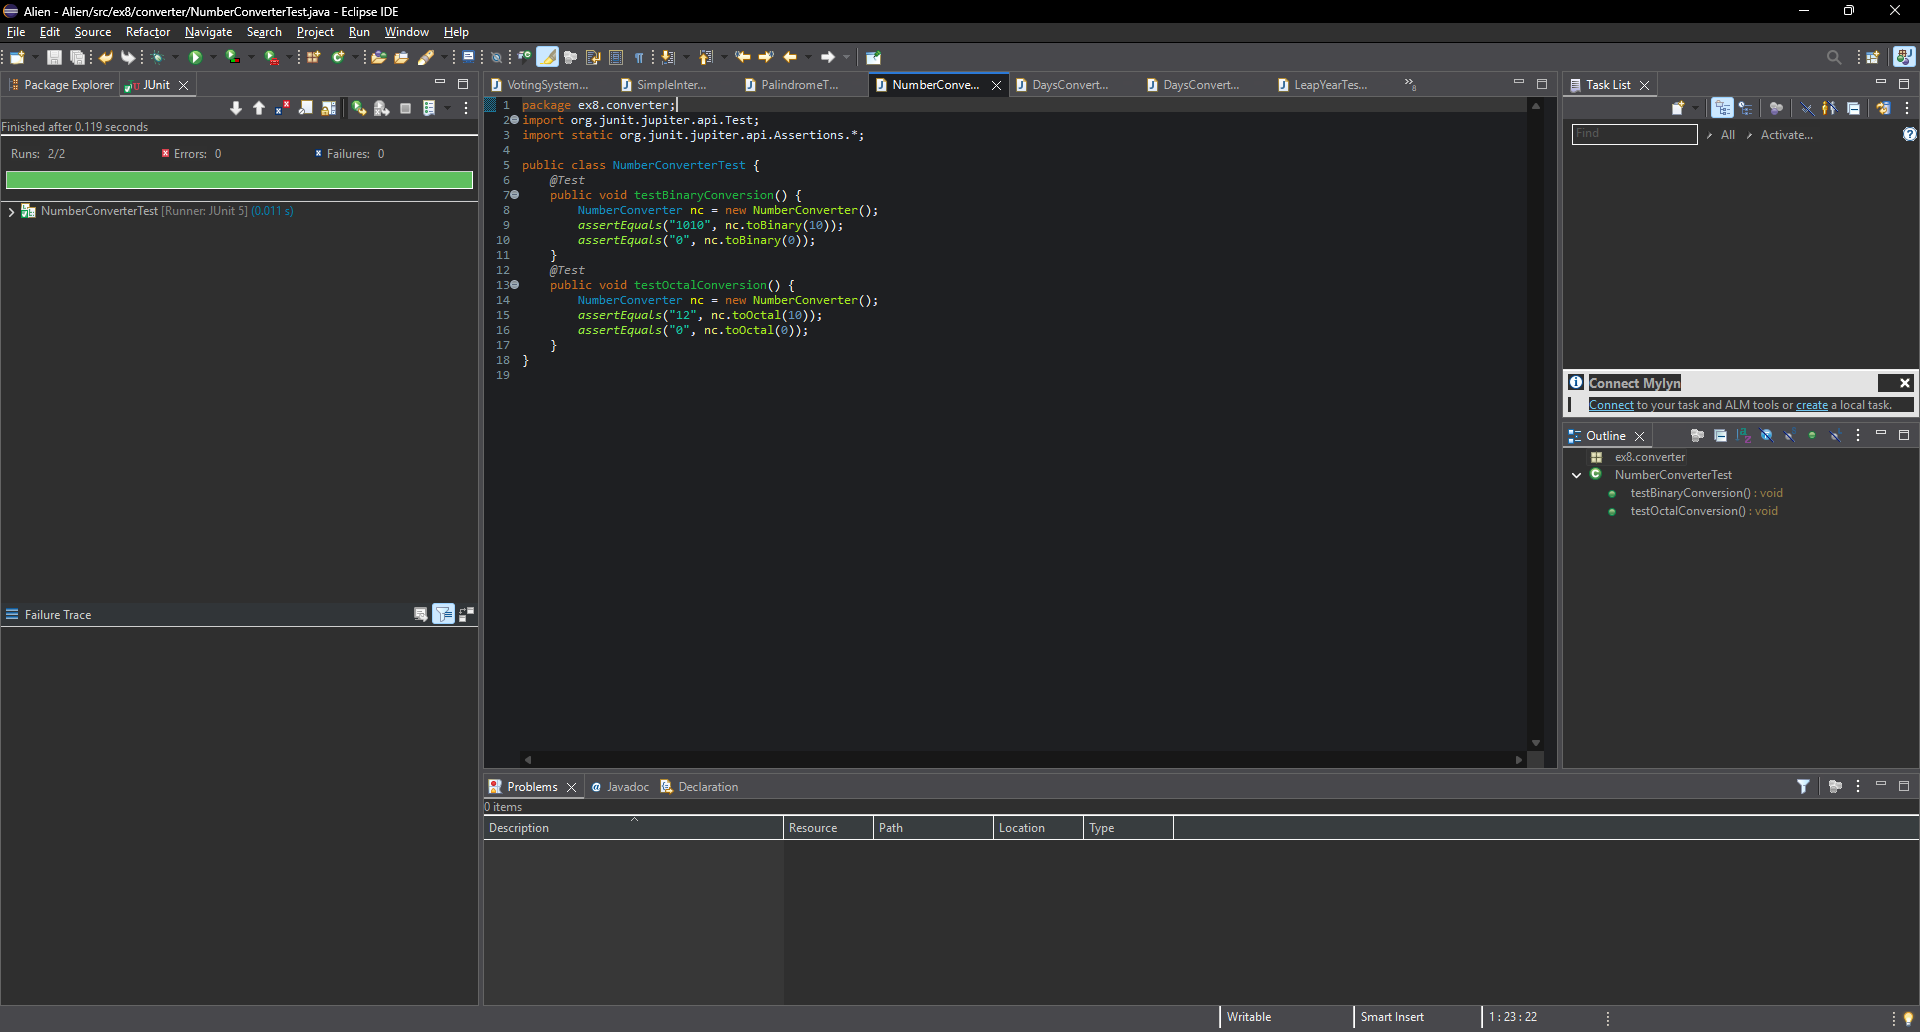 Alien - Alien/src/ex8/converter/NumberConverterTest.java - Eclipse IDE
File Edit Source Refactor Navigate Search Project Run Window Help
Package Explorer JUnit
Finished after 0.119 seconds
Runs: 2/2 Errors: 0 Failures: 0
NumberConverterTest [Runner: JUnit 5] (0.011 s)
Failure Trace
VotingSystem... SimpleInter... PalindromeT... NumberConve... DaysConvert... DaysConvert... LeapYearTes... »8
1 package ex8.converter;
2 import org.junit.jupiter.api.Test;
3 import static org.junit.jupiter.api.Assertions.*;
4
5 public class NumberConverterTest {
6 @Test
7 public void testBinaryConversion() {
8 NumberConverter nc = new NumberConverter();
9 assertEquals("1010", nc.toBinary(10));
10 assertEquals("0", nc.toBinary(0));
11 }
12 @Test
13 public void testOctalConversion() {
14 NumberConverter nc = new NumberConverter();
15 assertEquals("12", nc.toOctal(10));
16 assertEquals("0", nc.toOctal(0));
17 }
18 }
19
Task List
Find All Activate...
Connect Mylyn
Connect to your task and ALM tools or create a local task.
Outline
ex8.converter
NumberConverterTest
testBinaryConversion() : void
testOctalConversion() : void
Problems Javadoc Declaration
0 items
Description Resource Path Location Type
Writable Smart Insert 1 : 23 : 22